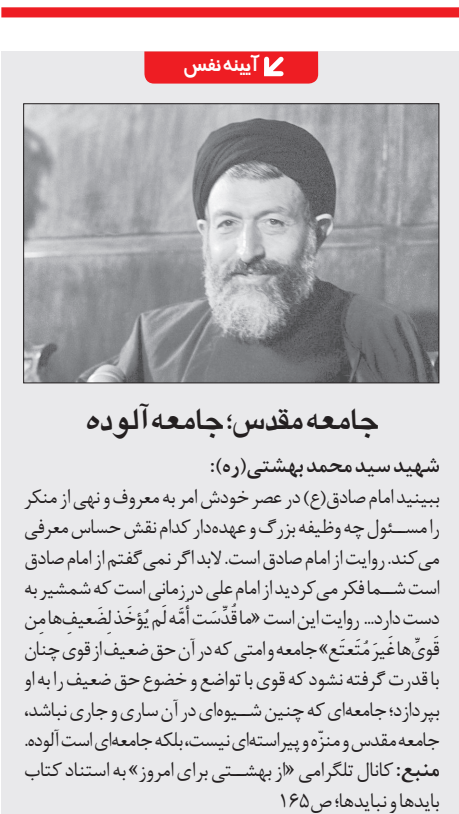 آیینه نفس
جامعه مقدس؛ جامعه آلوده
شهید سید محمد بهشتی(ره):
ببینید امام صادق(ع) در عصر خودش امر به معروف و نهی از منکر
را مسئول چه وظیفه بزرگ و عهده‌دار کدام نقش حساس معرفی
می‌کند. روایت از امام صادق است. لابد اگر نمی‌گفتم از امام صادق
است شما فکر می‌کردید از امام علی در زمانی است که شمشیر به
دست دارد... روایت این است «ما قُدِّسَت أُمَّه لَم يُؤخَذ لِضَعيفِها مِن
قَويِّها غَيرَ مُتَعتَع» جامعه و امتی که در آن حق ضعیف از قوی چنان
با قدرت گرفته نشود که قوی با تواضع و خضوع حق ضعیف را به او
بپردازد؛ جامعه‌ای که چنین شیوه‌ای در آن ساری و جاری نباشد،
جامعه مقدس و منزّه و پیراسته‌ای نیست، بلکه جامعه‌ای است آلوده.
منبع: کانال تلگرامی «از بهشتی برای امروز» به استناد کتاب
بایدها و نبایدها؛ ص۱۶۵